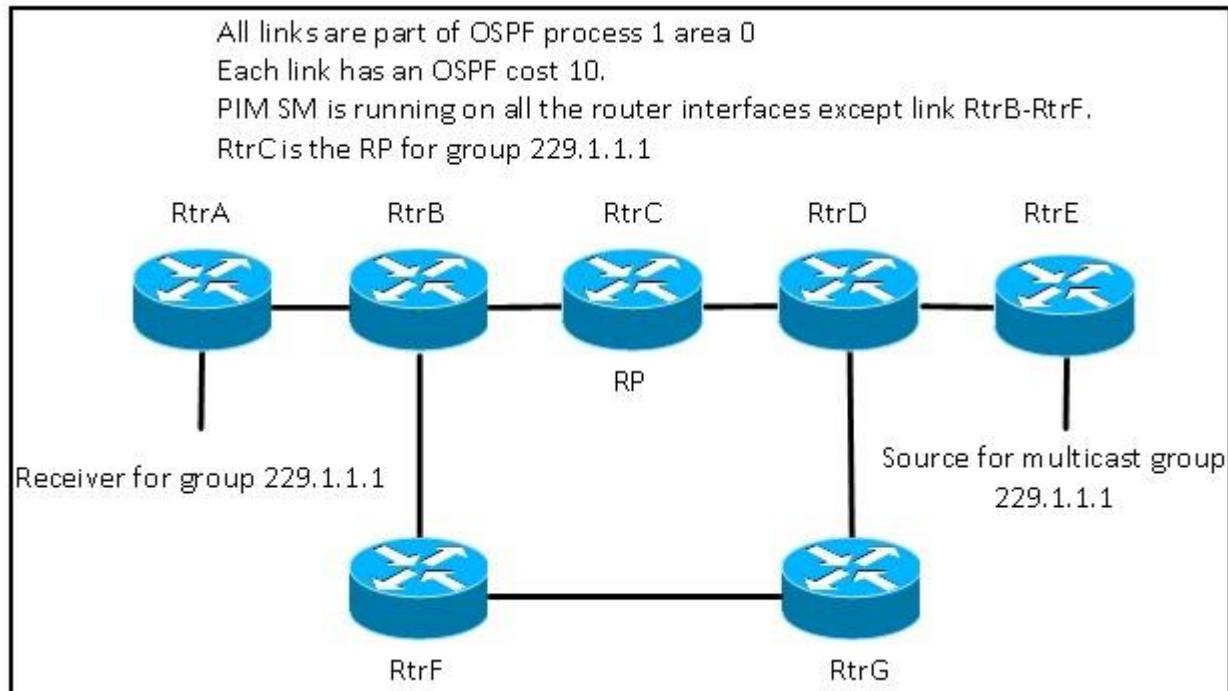 All links are part of OSPF process 1 area 0
Each link has an OSPF cost 10.
PIM SM is running on all the router interfaces except link RtrB-RtrF.
RtrC is the RP for group 229.1.1.1
RtrA
RtrB
RtrC
RtrD
RtrE
RP
Receiver for group 229.1.1.1
Source for multicast group
229.1.1.1
RtrF
RtrG